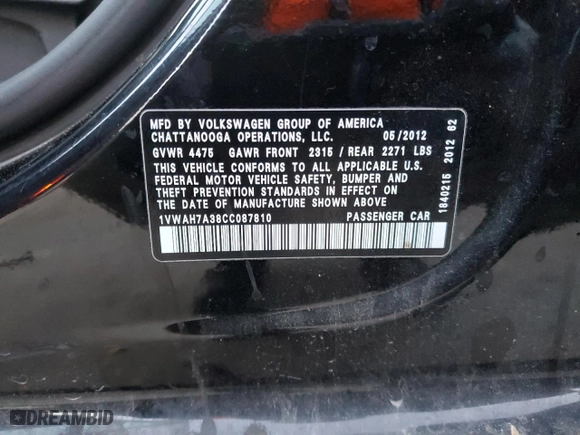 MFD BY VOLKSWAGEN GROUP OF AMERICA
CHATTANOOGA OPERATIONS, LLC. 05/2012
GVWR 4475 GAWR FRONT 2315 / REAR 2271 LBS
THIS VEHICLE CONFORMS TO ALL APPLICABLE U.S.
FEDERAL MOTOR VEHICLE SAFETY, BUMPER AND
THEFT PREVENTION STANDARDS IN EFFECT ON
THE DATE OF MANUFACTURE SHOWN ABOVE
1VWAH7A38CC087810 PASSENGER CAR
1840215 2012 62
DREAMBID